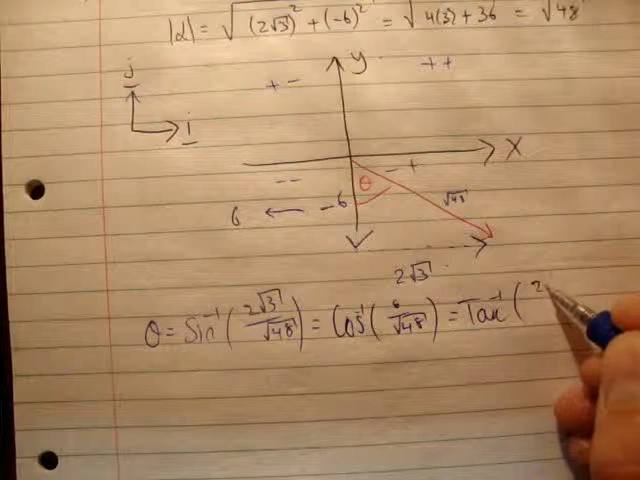 |α| = √((2√3)² + (-6)²) = √(4(3) + 36) = √48
y
+ - + +
j
i
x
θ - +
- - √48
6 ← -6
2√3
θ = Sin⁻¹(2√3/√48) = Cos⁻¹(6/√48) = Tan⁻¹(2